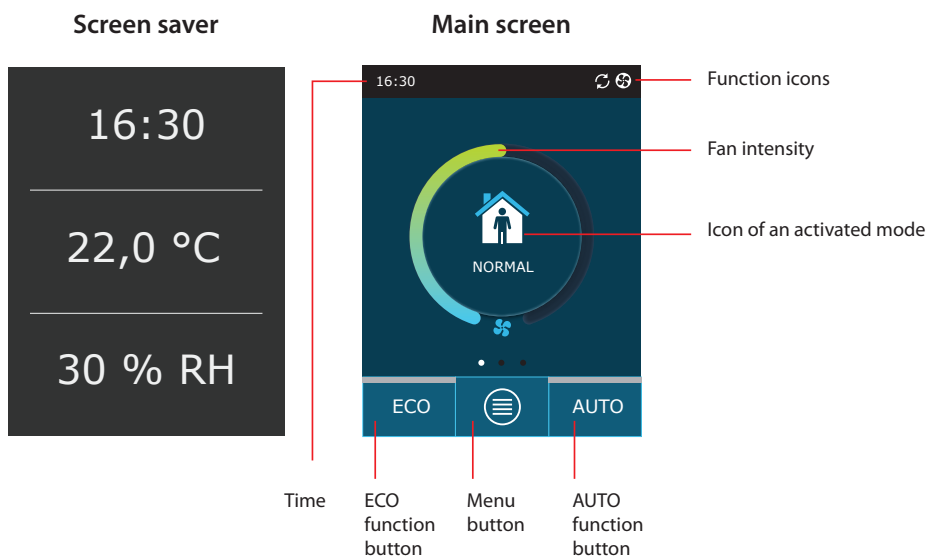 Screen saver
Main screen
16:30
22,0 °C
30 % RH
16:30
NORMAL
ECO
AUTO
Function icons
Fan intensity
Icon of an activated mode
Time
ECO
function
button
Menu
button
AUTO
function
button